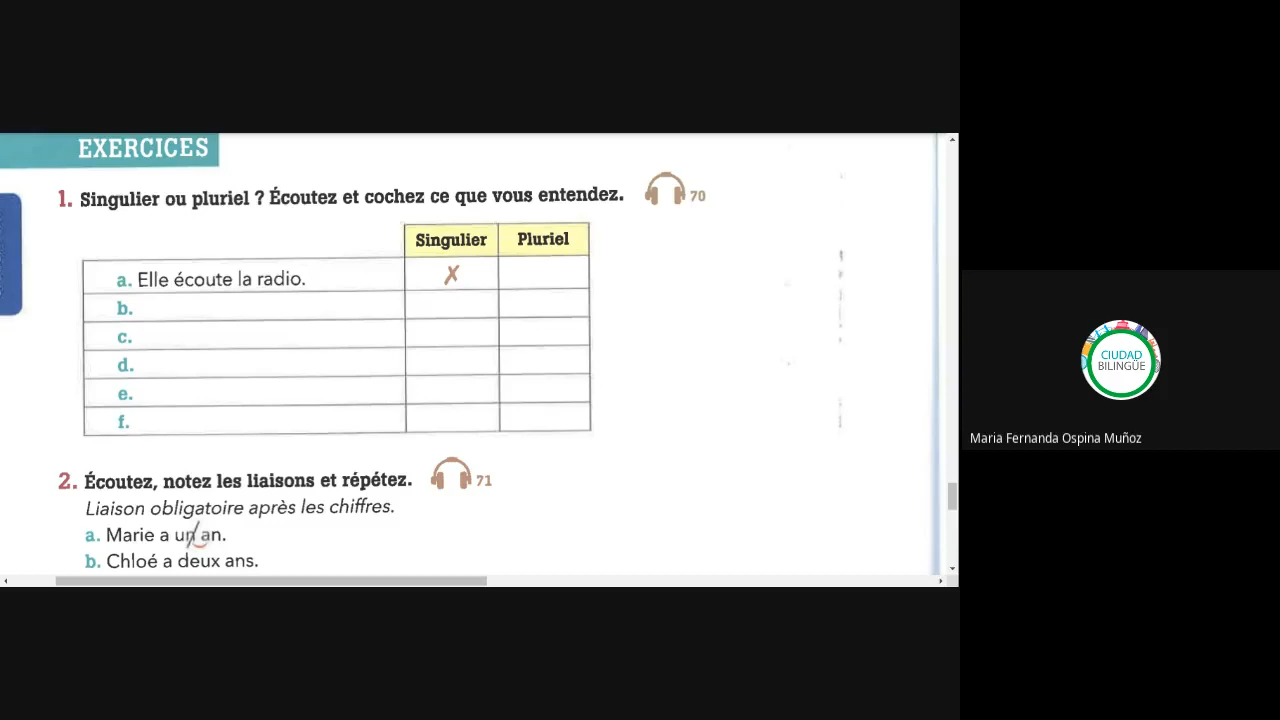 EXERCICES
1. Singulier ou pluriel ? Écoutez et cochez ce que vous entendez. 70
Singulier Pluriel
a. Elle écoute la radio. ✗
b.
c.
d.
e.
f.
2. Écoutez, notez les liaisons et répétez. 71
Liaison obligatoire après les chiffres.
a. Marie a un an.
b. Chloé a deux ans.
CIUDAD
BILINGÜE
Maria Fernanda Ospina Muñoz